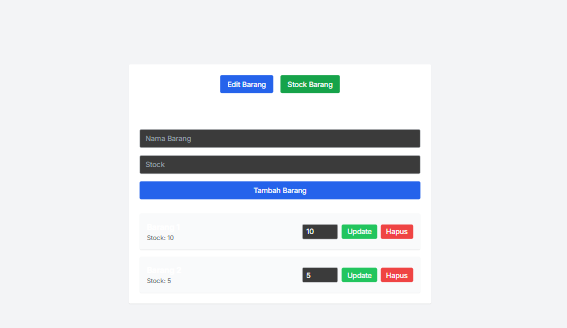 Edit Barang
Stock Barang
Nama Barang
Stock
Tambah Barang
Stock: 10
10
Update
Hapus
Stock: 5
5
Update
Hapus